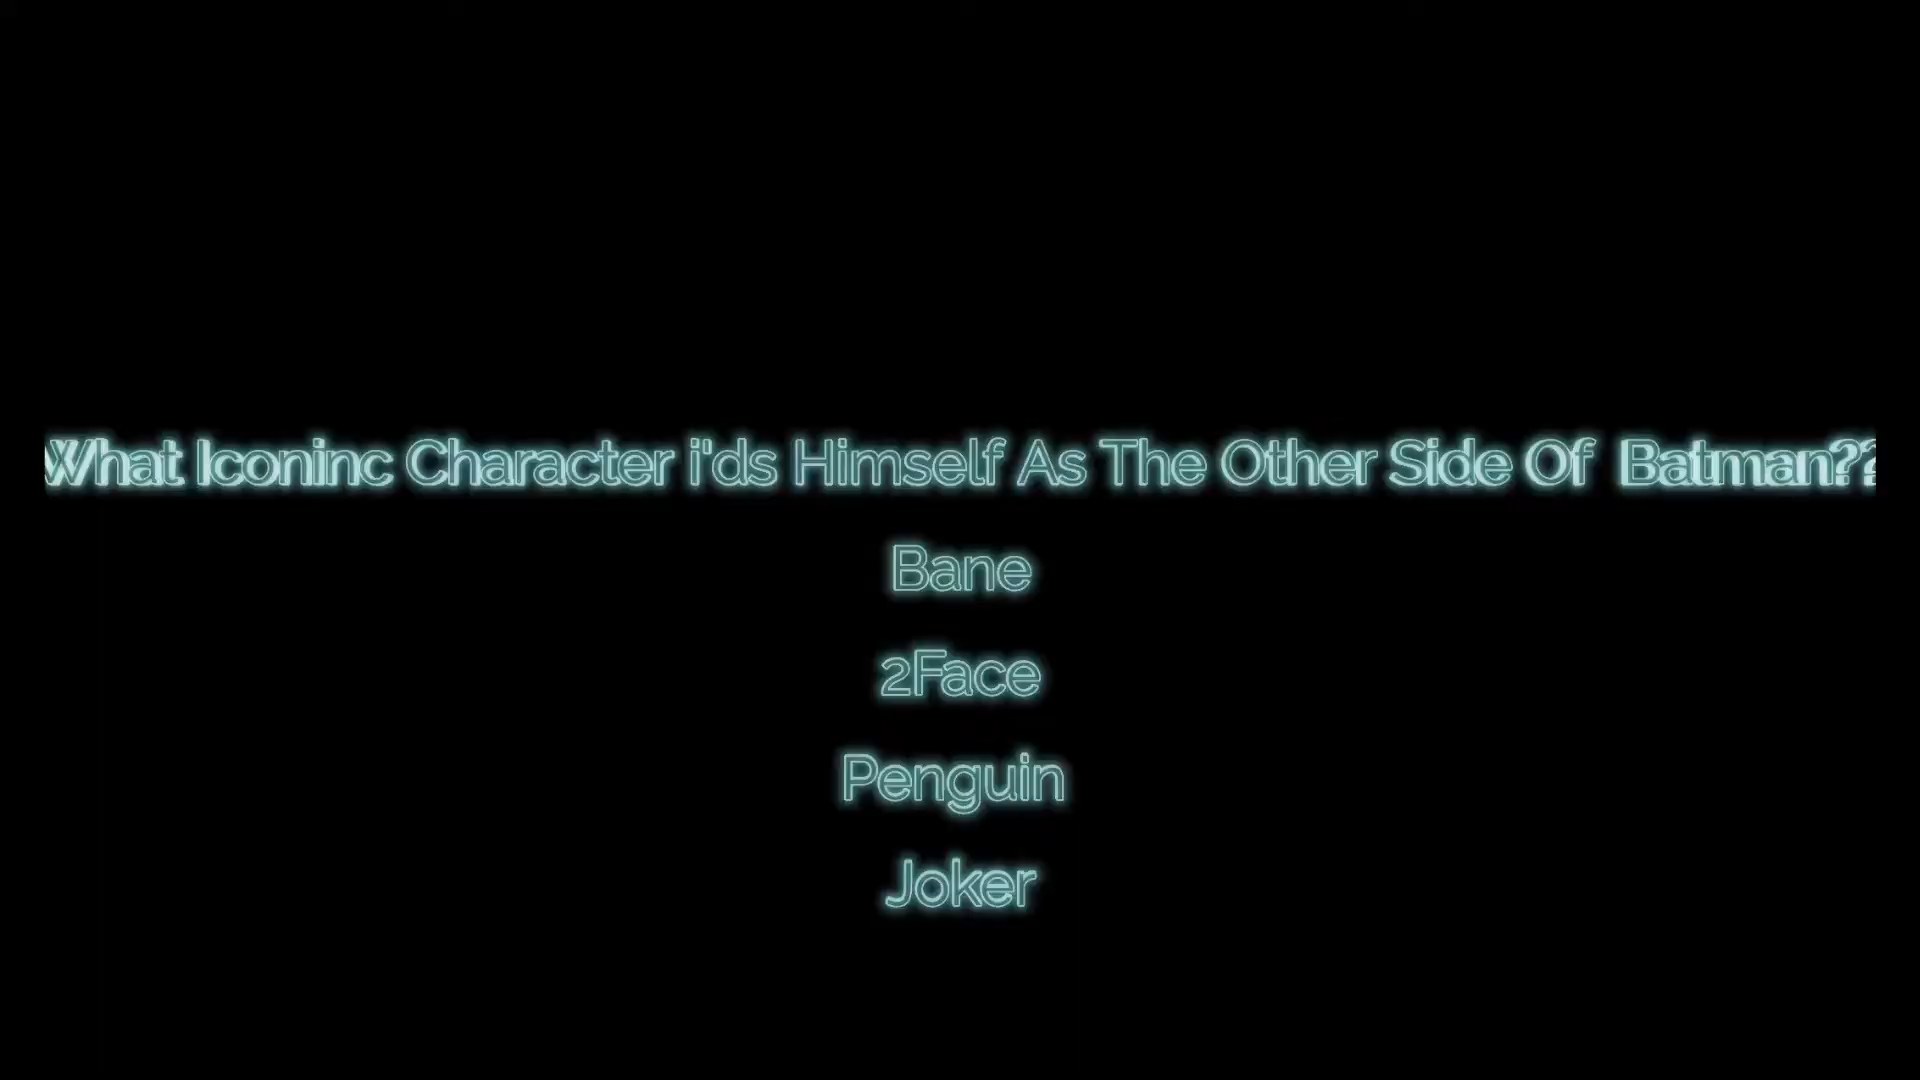 What Iconinc Character i'ds Himself As The Other Side Of Batman??
Bane
2Face
Penguin
Joker